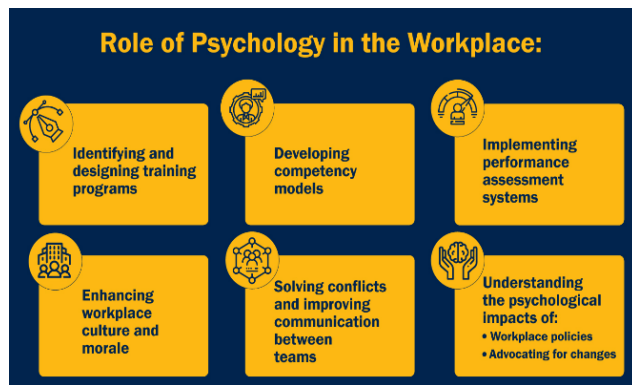 Role of Psychology in the Workplace:
Identifying and
designing training
programs
Developing
competency
models
Implementing
performance
assessment
systems
Enhancing
workplace
culture and
morale
Solving conflicts
and improving
communication
between
teams
Understanding
the psychological
impacts of:
• Workplace policies
• Advocating for changes